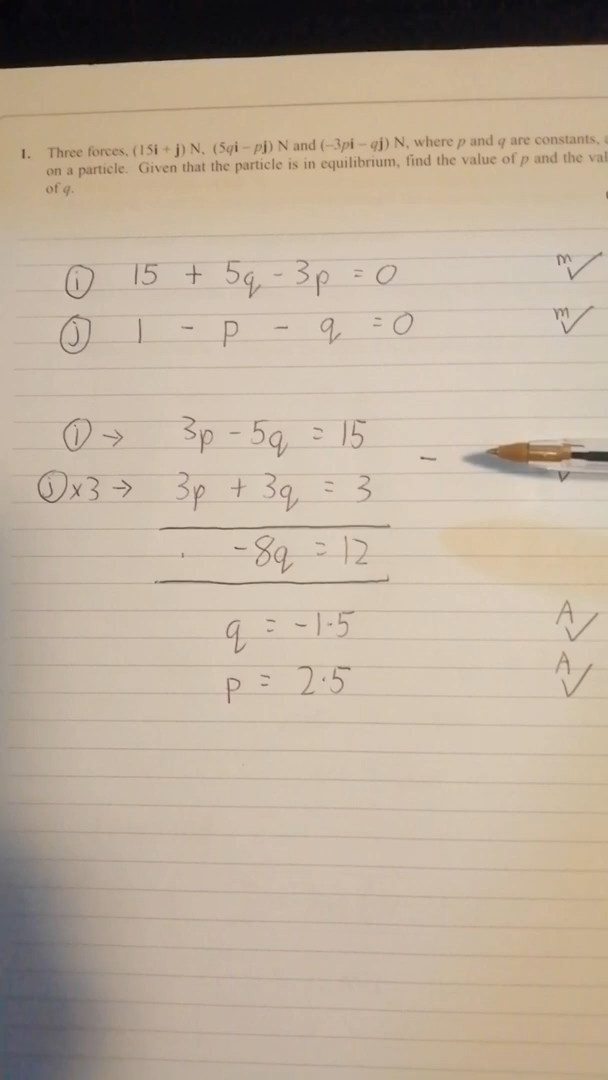 1. Three forces, (15i + j) N, (5qi – pj) N and (–3pi – qj) N, where p and q are constants,
on a particle. Given that the particle is in equilibrium, find the value of p and the val
of q.
ⓘ 15 + 5q - 3p = 0 m✓
ⓙ 1 - p - q = 0 m✓
ⓘ → 3p - 5q = 15
ⓙ x3 → 3p + 3q = 3 -
-8q = 12
q = -1.5 A✓
p = 2.5 A✓